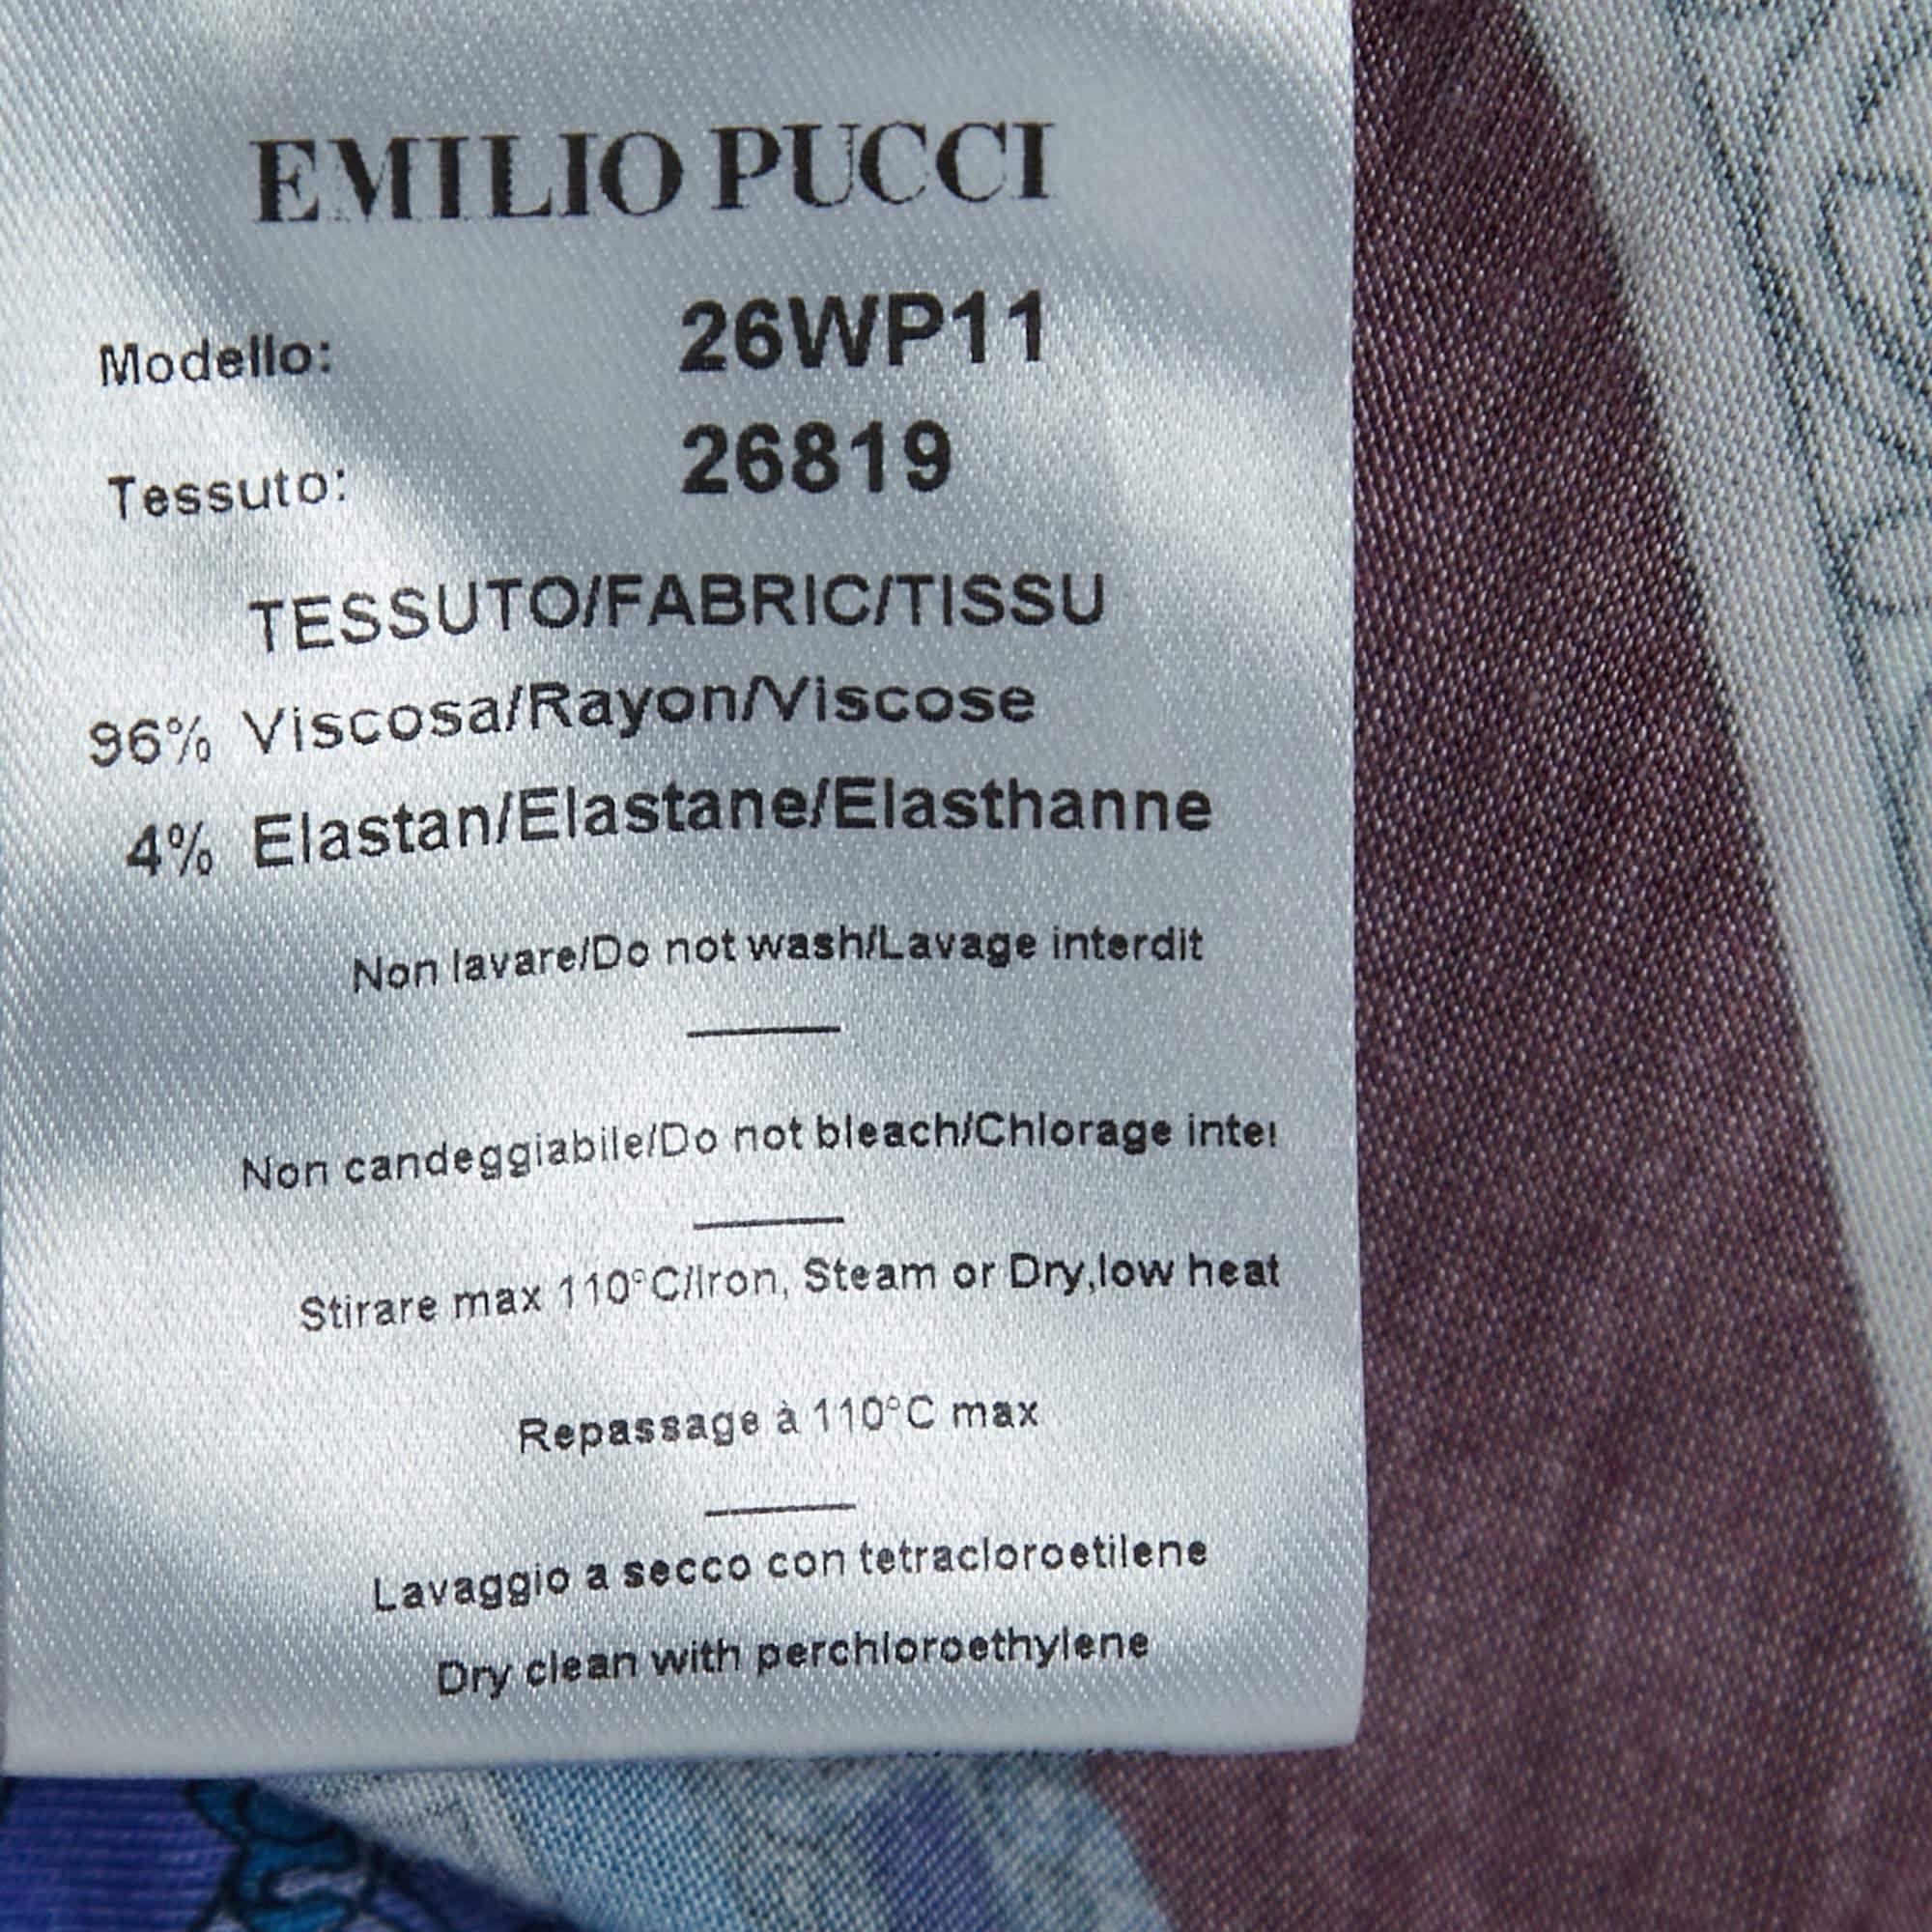 EMILIO PUCCI
Modello: 26WP11
Tessuto: 26819
TESSUTO/FABRIC/TISSU
96% Viscosa/Rayon/Viscose
4% Elastan/Elastane/Elasthanne
Non lavare/Do not wash/Lavage interdit
Non candeggiabile/Do not bleach/Chlorage inter
Stirare max 110°C/Iron, Steam or Dry,low heat
Repassage à 110°C max
Lavaggio a secco con tetracloroetilene
Dry clean with perchloroethylene